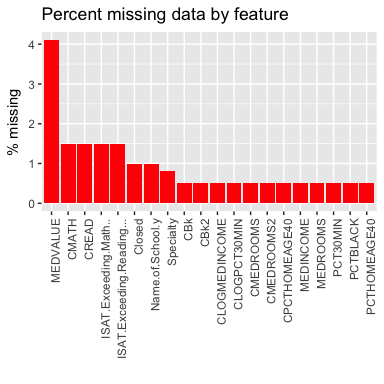 Percent missing data by feature
% missing
4
3
2
1
0
MEDVALUE
CMATH
CREAD
ISAT.Exceeding.Math..
ISAT.Exceeding.Reading...
Closed
Name.of.School.y
Specialty
CBk
CBk2
CLOGMEDINCOME
CLOGPCT30MIN
CMEDROOMS
CMEDROOMS2
CPCTHOMEAGE40
MEDINCOME
MEDROOMS
PCT30MIN
PCTBLACK
PCTHOMEAGE40